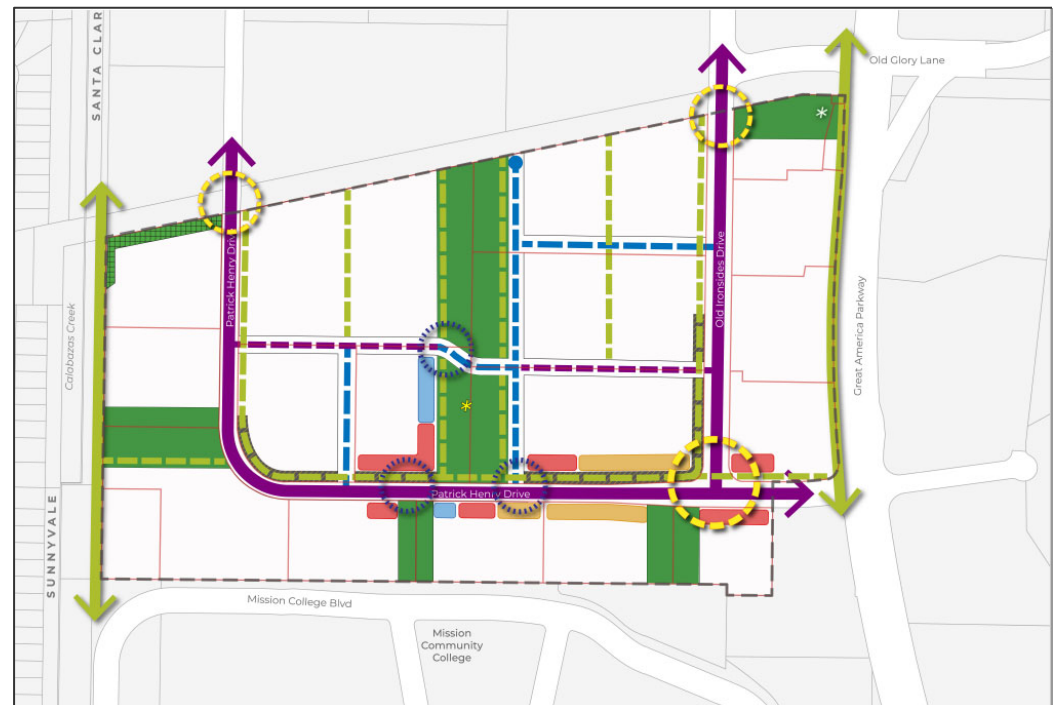 SANTA CLAR
Old Glory Lane
Patrick Henry Driv
Old Ironsides Drive
Calabazas Creek
Great America Parkway
Patrick Henry Drive
SUNNYVALE
Mission College Blvd
Mission
Community
College